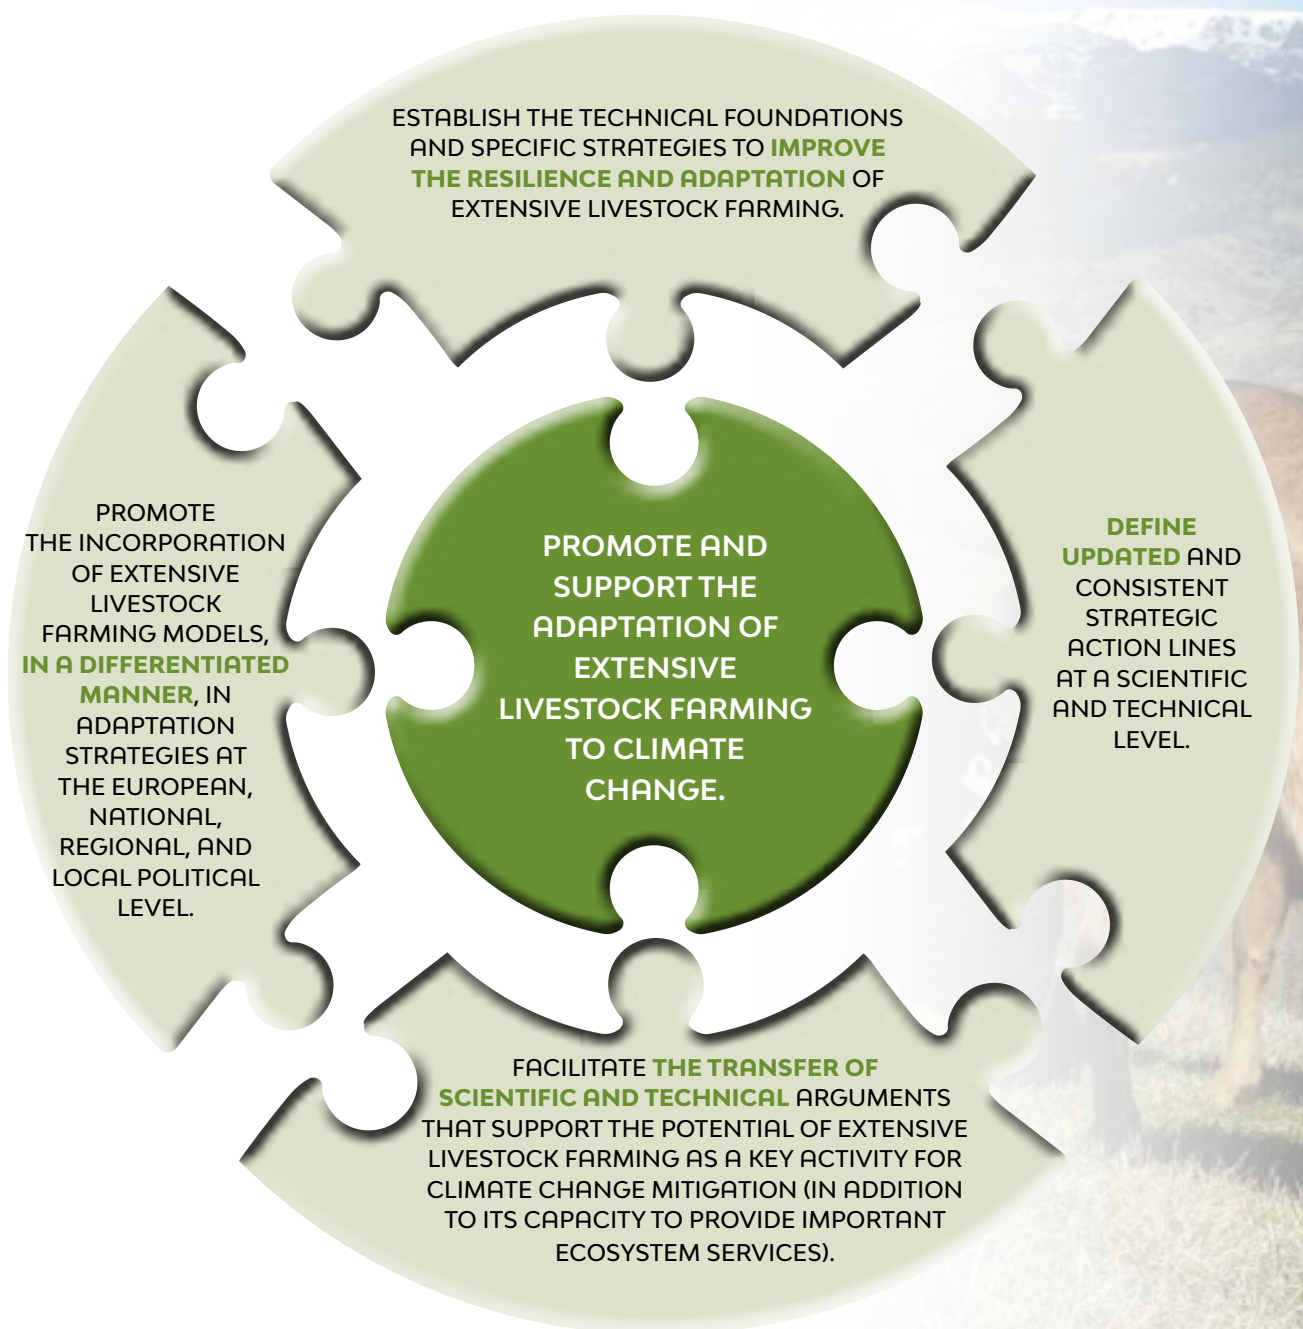 ESTABLISH THE TECHNICAL FOUNDATIONS
AND SPECIFIC STRATEGIES TO IMPROVE
THE RESILIENCE AND ADAPTATION OF
EXTENSIVE LIVESTOCK FARMING.
PROMOTE
THE INCORPORATION
OF EXTENSIVE
LIVESTOCK
FARMING MODELS,
IN A DIFFERENTIATED
MANNER, IN
ADAPTATION
STRATEGIES AT
THE EUROPEAN,
NATIONAL,
REGIONAL, AND
LOCAL POLITICAL
LEVEL.
PROMOTE AND
SUPPORT THE
ADAPTATION OF
EXTENSIVE
LIVESTOCK FARMING
TO CLIMATE
CHANGE.
DEFINE
UPDATED AND
CONSISTENT
STRATEGIC
ACTION LINES
AT A SCIENTIFIC
AND TECHNICAL
LEVEL.
FACILITATE THE TRANSFER OF
SCIENTIFIC AND TECHNICAL ARGUMENTS
THAT SUPPORT THE POTENTIAL OF EXTENSIVE
LIVESTOCK FARMING AS A KEY ACTIVITY FOR
CLIMATE CHANGE MITIGATION (IN ADDITION
TO ITS CAPACITY TO PROVIDE IMPORTANT
ECOSYSTEM SERVICES).